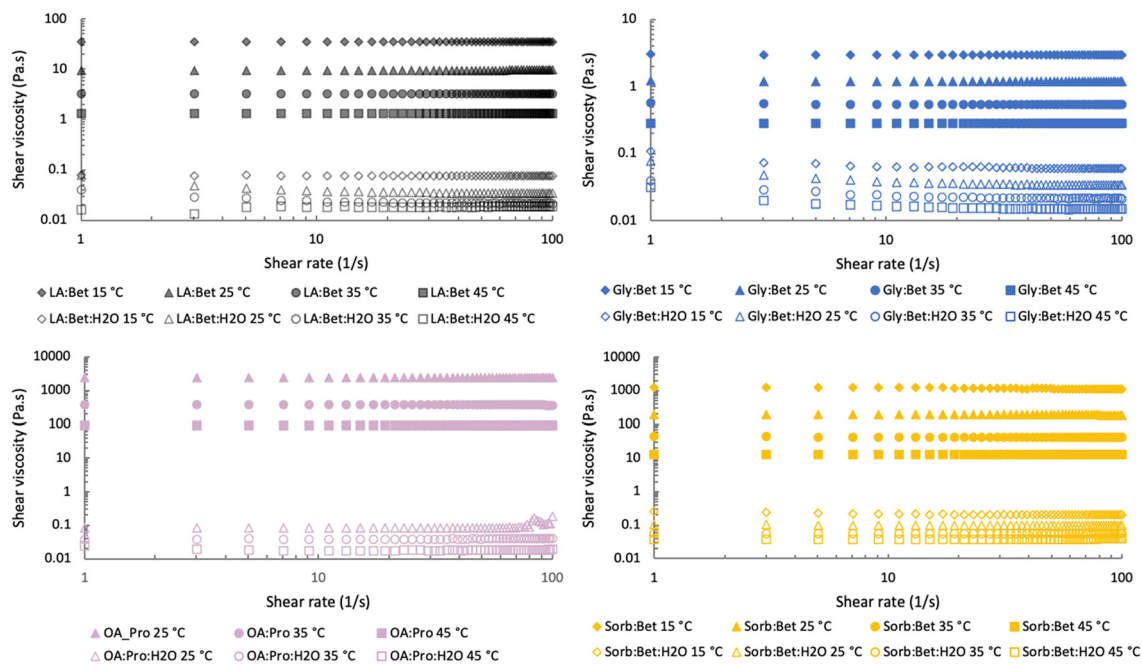 100
10
1
0.1
0.01
Shear viscosity (Pa.s)
1
10
100
Shear rate (1/s)
LA:Bet 15 °C
LA:Bet 25 °C
LA:Bet 35 °C
LA:Bet 45 °C
LA:Bet:H2O 15 °C
LA:Bet:H2O 25 °C
LA:Bet:H2O 35 °C
LA:Bet:H2O 45 °C
10
1
0.1
0.01
Shear viscosity (Pa.s)
1
10
100
Shear rate (1/s)
Gly:Bet 15 °C
Gly:Bet 25 °C
Gly:Bet 35 °C
Gly:Bet 45 °C
Gly:Bet:H2O 15 °C
Gly:Bet:H2O 25 °C
Gly:Bet:H2O 35 °C
Gly:Bet:H2O 45 °C
10000
1000
100
10
1
0.1
0.01
Shear viscosity (Pa.s)
1
10
100
Shear rate (1/s)
OA_Pro 25 °C
OA:Pro 35 °C
OA:Pro 45 °C
OA:Pro:H2O 25 °C
OA:Pro:H2O 35 °C
OA:Pro:H2O 45 °C
10000
1000
100
10
1
0.1
0.01
Shear viscosity (Pa.s)
1
10
100
Shear rate (1/s)
Sorb:Bet 15 °C
Sorb:Bet 25 °C
Sorb:Bet 35 °C
Sorb:Bet 45 °C
Sorb:Bet:H2O 15 °C
Sorb:Bet:H2O 25 °C
Sorb:Bet:H2O 35 °C
Sorb:Bet:H2O 45 °C